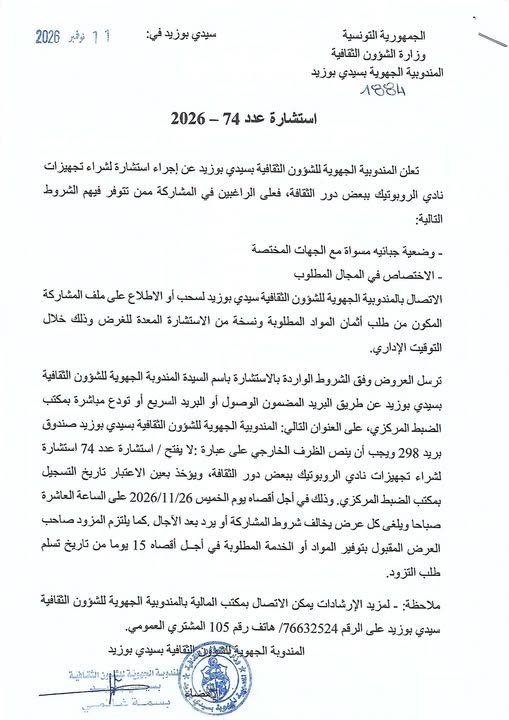 الجمهورية التونسية
وزارة الشؤون الثقافية
المندوبية الجهوية بسيدي بوزيد
1884
سيدي بوزيد في: 11 نوفمبر 2026
استشارة عدد 74 – 2026
تعلن المندوبية الجهوية للشؤون الثقافية بسيدي بوزيد عن إجراء استشارة لشراء تجهيزات
نادي الروبوتيك ببعض دور الثقافة، فعلى الراغبين في المشاركة ممن تتوفر فيهم الشروط
التالية:
- وضعية جبائيه مسواة مع الجهات المختصة
- الاختصاص في المجال المطلوب
الاتصال بالمندوبية الجهوية للشؤون الثقافية سيدي بوزيد لسحب أو الاطلاع على ملف المشاركة
المكون من طلب أثمان المواد المطلوبة ونسخة من الاستشارة المعدة للغرض وذلك خلال
التوقيت الإداري.
ترسل العروض وفق الشروط الواردة بالاستشارة باسم السيدة المندوبة الجهوية للشؤون الثقافية
بسيدي بوزيد عن طريق البريد المضمون الوصول أو البريد السريع أو تودع مباشرة بمكتب
الضبط المركزي، على العنوان التالي: المندوبية الجهوية للشؤون الثقافية بسيدي بوزيد صندوق
بريد 298 ويجب أن ينص الظرف الخارجي على عبارة :لا يفتح / استشارة عدد 74 استشارة
لشراء تجهيزات نادي الروبوتيك ببعض دور الثقافة، ويؤخذ بعين الاعتبار تاريخ التسجيل
بمكتب الضبط المركزي. وذلك في أجل أقصاه يوم الخميس 2026/11/26 على الساعة العاشرة
صباحا ويلغى كل عرض يخالف شروط المشاركة أو يرد بعد الآجال .كما يلتزم المزود صاحب
العرض المقبول بتوفير المواد أو الخدمة المطلوبة في أجل أقصاه 15 يوما من تاريخ تسلم
طلب التزود.
ملاحظة: - لمزيد الإرشادات يمكن الاتصال بمكتب المالية بالمندوبية الجهوية للشؤون الثقافية
سيدي بوزيد على الرقم 76632524/ هاتف رقم 105 المشتري العمومي.
المندوبة الجهوية للشؤون الثقافية بسيدي بوزيد
الإمضاء
المندوبة الجهوية للشؤون الثقافية
بسمة غانمي